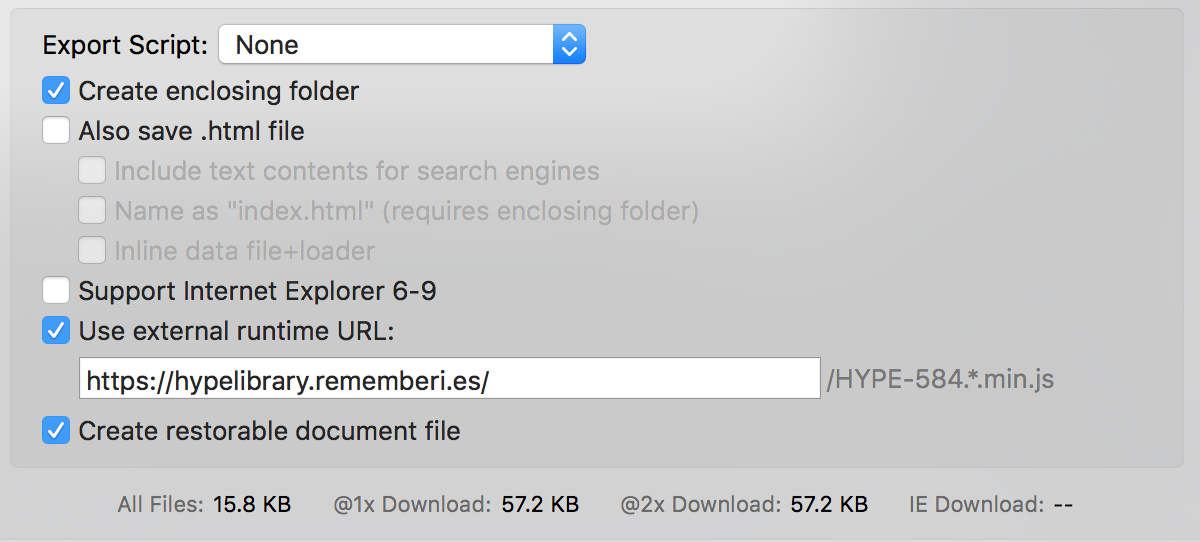 Export Script: None
Create enclosing folder
Also save .html file
Include text contents for search engines
Name as "index.html" (requires enclosing folder)
Inline data file+loader
Support Internet Explorer 6-9
Use external runtime URL:
https://hypelibrary.rememberi.es/ /HYPE-584.*.min.js
Create restorable document file
All Files: 15.8 KB @1x Download: 57.2 KB @2x Download: 57.2 KB IE Download: --